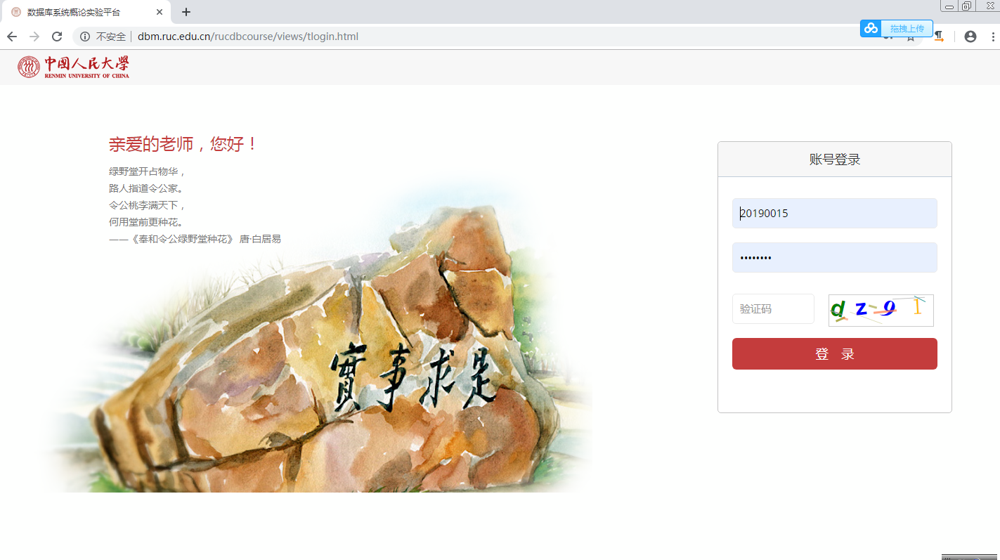 数据库系统概论实验平台
不安全
dbm.ruc.edu.cn/rucdbcourse/views/tlogin.html
拖拽上传
中国人民大學
RENMIN UNIVERSITY OF CHINA
亲爱的老师，您好！
绿野堂开占物华，
路人指道令公家。
令公桃李满天下，
何用堂前更种花。
——《奉和令公绿野堂种花》 唐·白居易
實事求是
账号登录
20190015
••••••••
验证码
d z 9 1
登 录